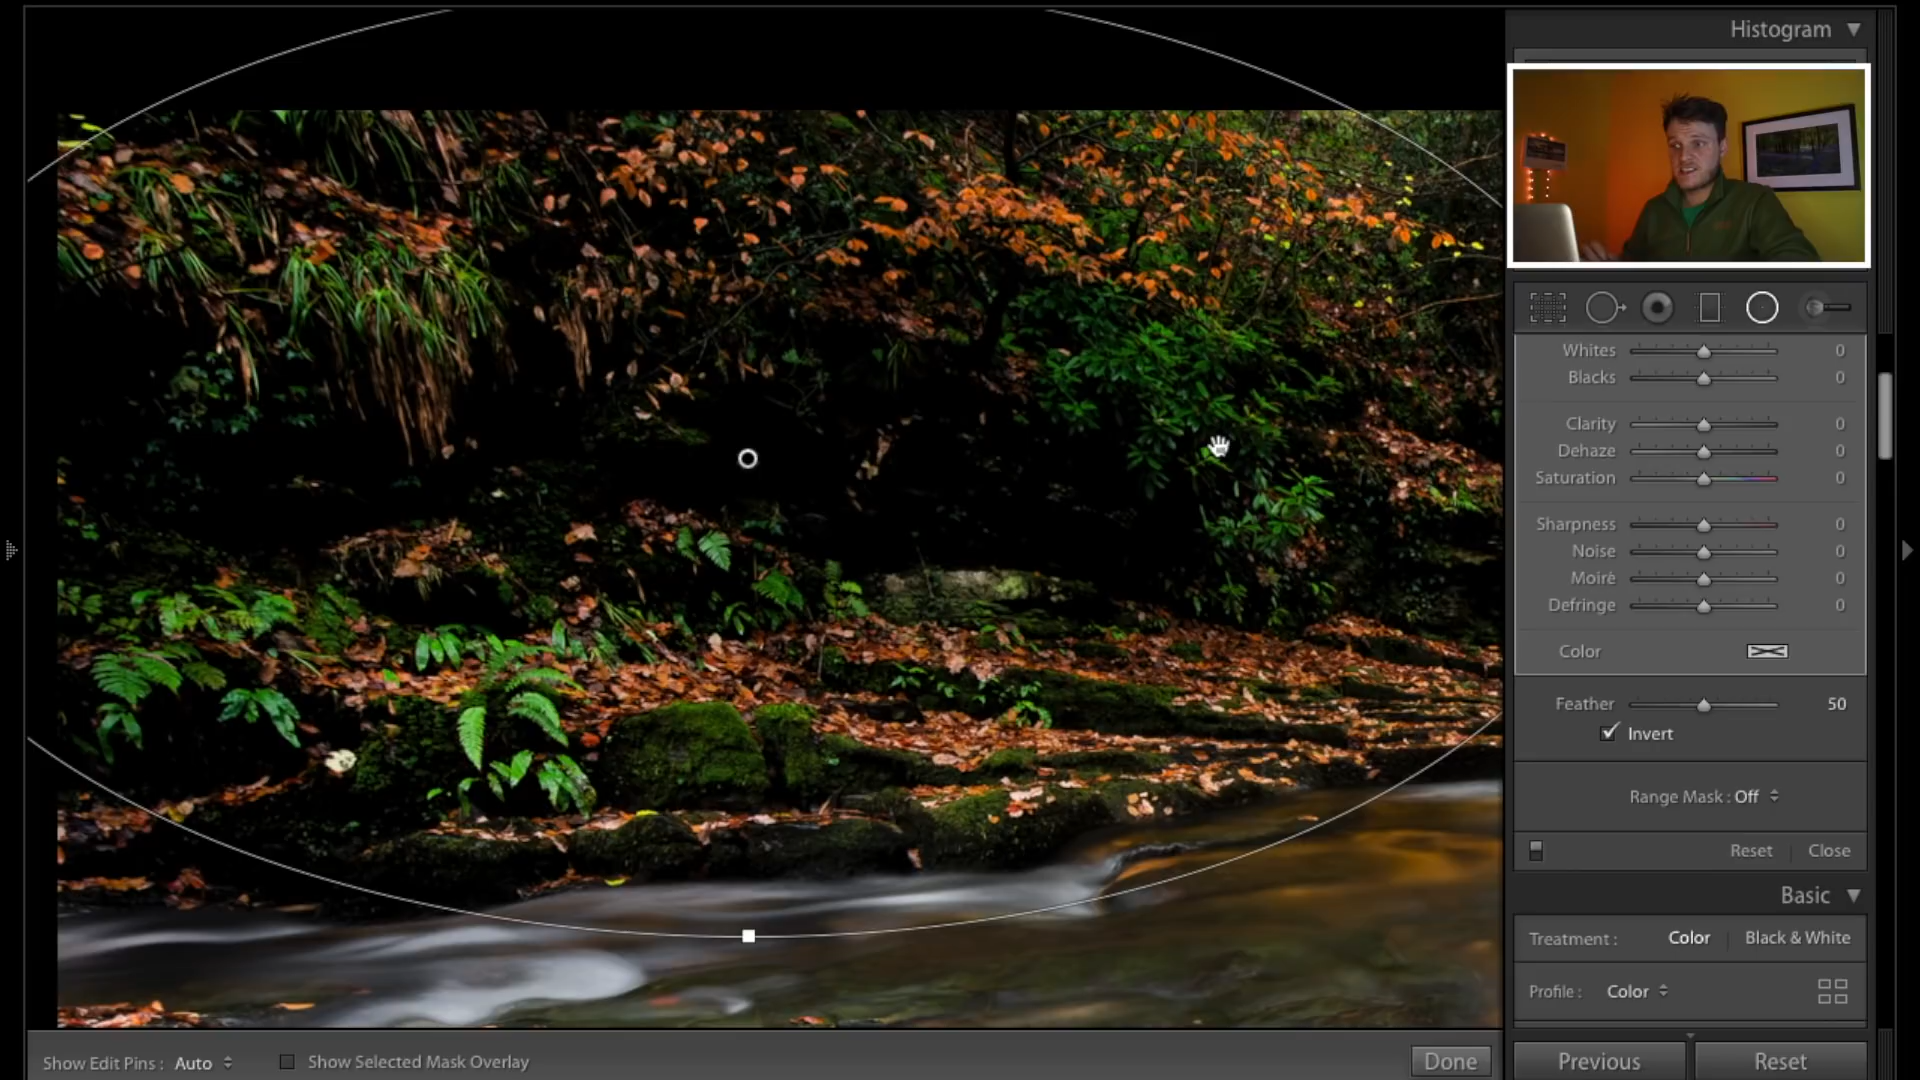 Histogram
Whites 0
Blacks 0
Clarity 0
Dehaze 0
Saturation 0
Sharpness 0
Noise 0
Moiré 0
Defringe 0
Color
Feather 50
Invert
Range Mask : Off
Reset Close
Basic
Treatment : Color Black & White
Profile : Color
Show Edit Pins : Auto Show Selected Mask Overlay Done Previous Reset